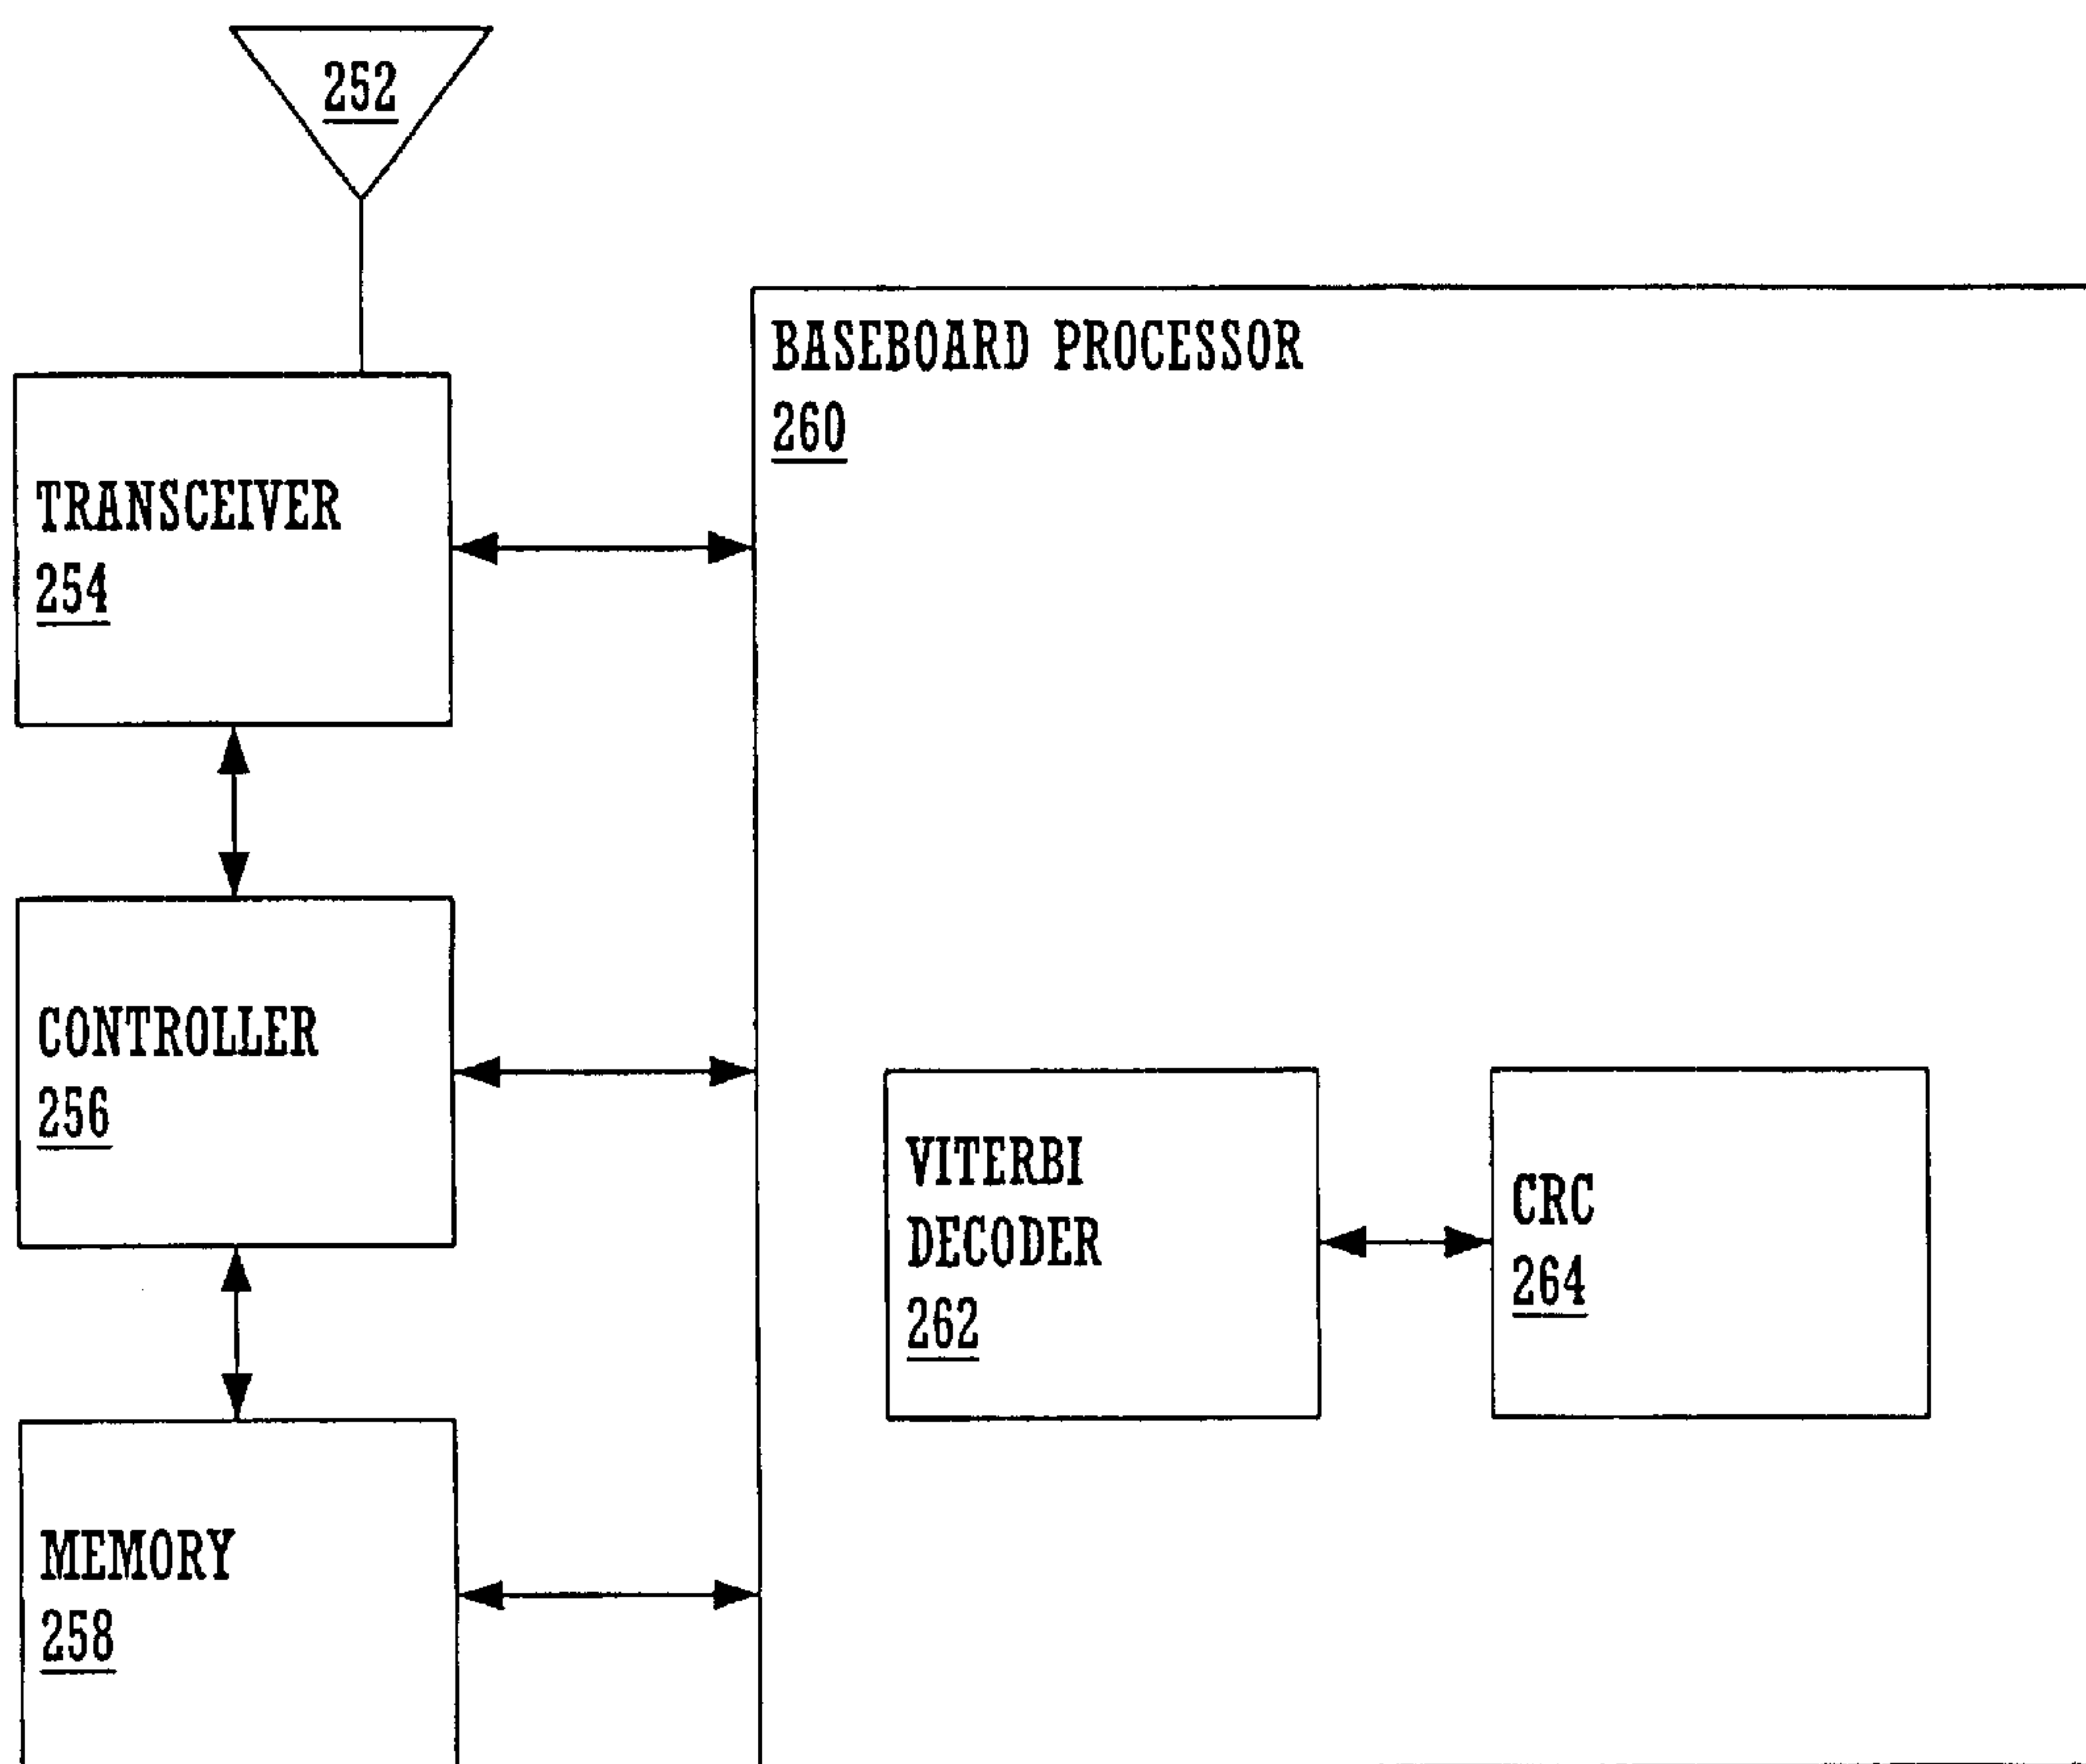 252
BASEBOARD PROCESSOR
260
TRANSCEIVER
254
CONTROLLER
256
VITERBI
DECODER
262
CRC
264
MEMORY
258